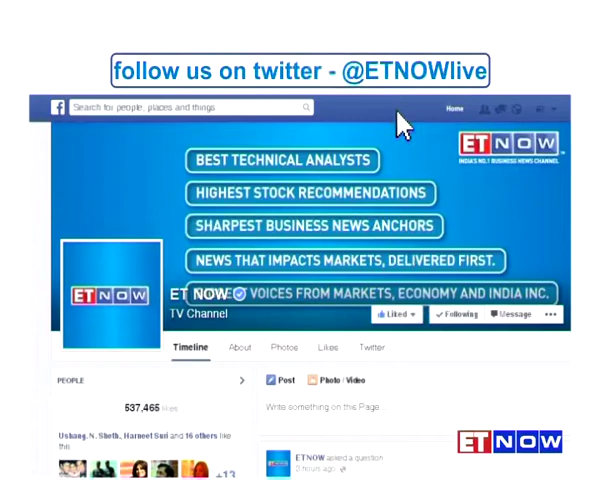 follow us on twitter - @ETNOWlive
Search for people, places and things
Home
ET NOW
INDIA'S NO.1 BUSINESS NEWS CHANNEL
BEST TECHNICAL ANALYSTS
HIGHEST STOCK RECOMMENDATIONS
SHARPEST BUSINESS NEWS ANCHORS
NEWS THAT IMPACTS MARKETS, DELIVERED FIRST.
VOICES FROM MARKETS, ECONOMY AND INDIA INC.
ET NOW
ET NOW
TV Channel
Liked
Following
Message
Timeline About Photos Likes Twitter
PEOPLE
537,465 likes
Ushang. N. Sheth., Harneet Suri and 16 others like
this
+13
Post Photo / Video
Write something on this Page
ETNOW asked a question
2 hours ago
ET NOW